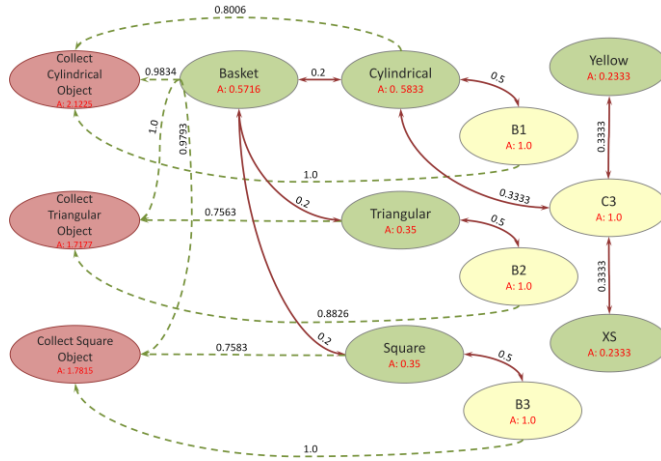 0.8006
Collect
Cylindrical
Object
A: 2.1225
0.9834
Basket
A: 0.5716
0.2
Cylindrical
A: 0. 5833
0.5
Yellow
A: 0.2333
B1
A: 1.0
1.0
0.9793
0.3333
1.0
0.3333
C3
A: 1.0
Collect
Triangular
Object
A: 1.7177
0.7563
0.2
Triangular
A: 0.35
0.5
B2
A: 1.0
0.3333
0.8826
Collect Square
Object
A: 1.7815
0.7583
0.2
Square
A: 0.35
0.5
XS
A: 0.2333
B3
A: 1.0
1.0